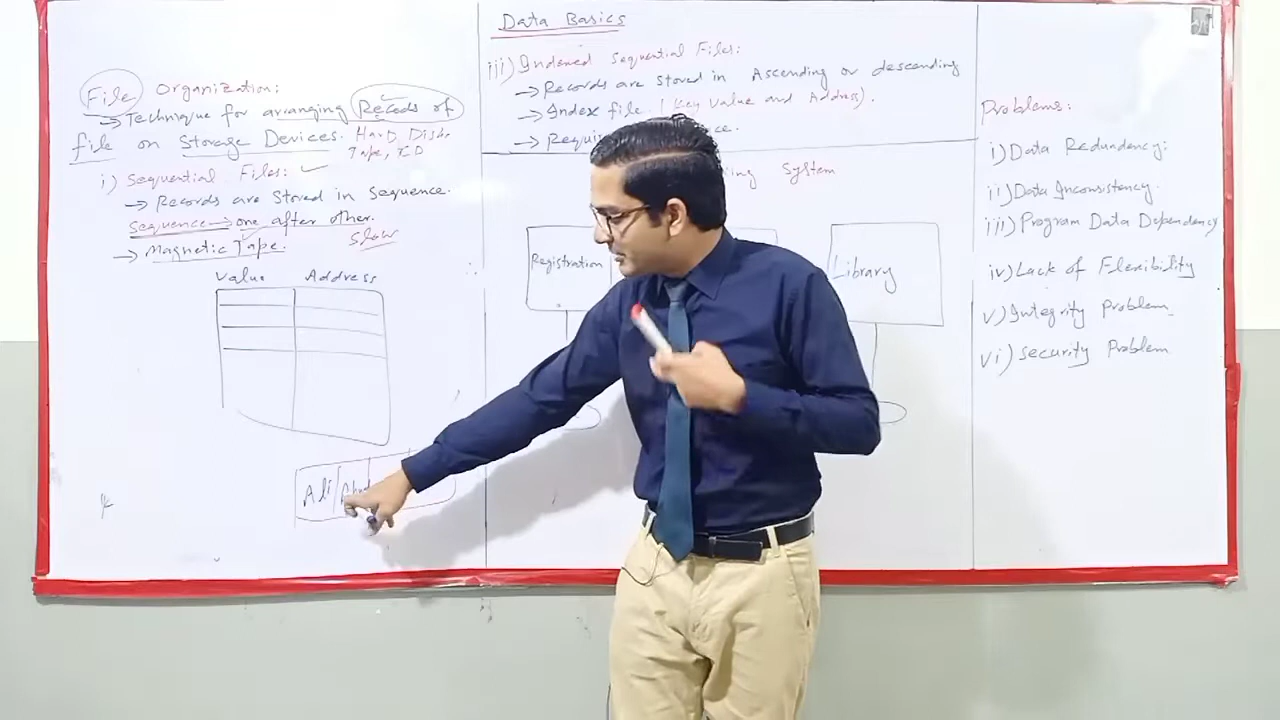 File Organization:
→ Technique for arranging Records of
file on Storage Devices. Hard Disk
Tape, CD
i) Sequential Files:
→ Records are Stored in Sequence.
sequence → one after other.
→ Magnetic Tape. Slow
Value Address
Ali
Data Basics
iii) Indexed Sequential Files:
→ Records are Stored in Ascending or descending
→ Index file. (Key Value and Address).
→
System
Registration
Library
Problems:
i) Data Redundency:
ii) Data Inconsistency.
iii) Program Data Dependency
iv) Lack of Flexibility
v) Integrity Problem
vi) security Problem